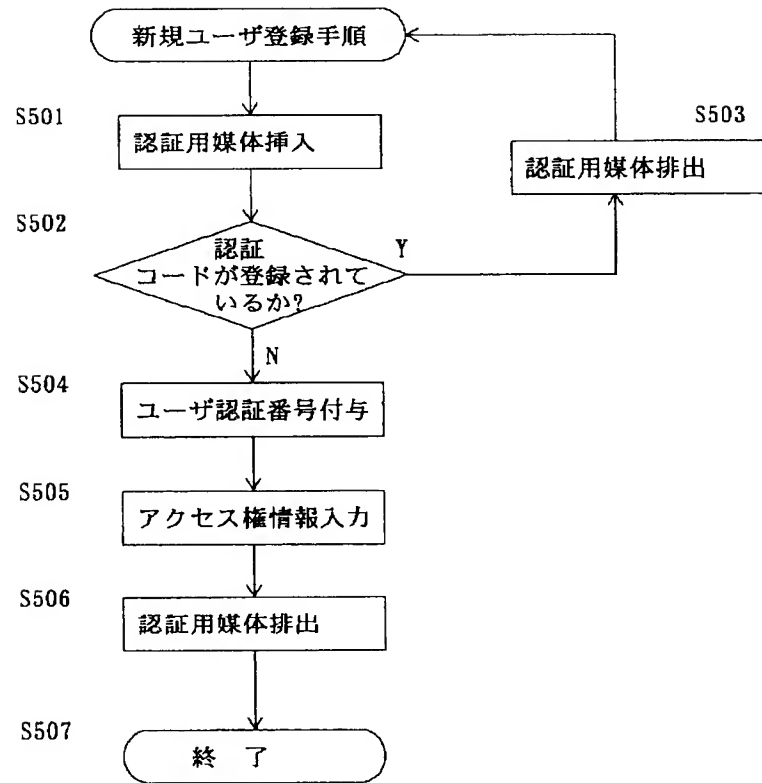 新規ユーザ登録手順
S501
認証用媒体挿入
S503
認証用媒体排出
S502
認証
コードが登録されて
いるか?
Y
N
S504
ユーザ認証番号付与
S505
アクセス権情報入力
S506
認証用媒体排出
S507
終 了